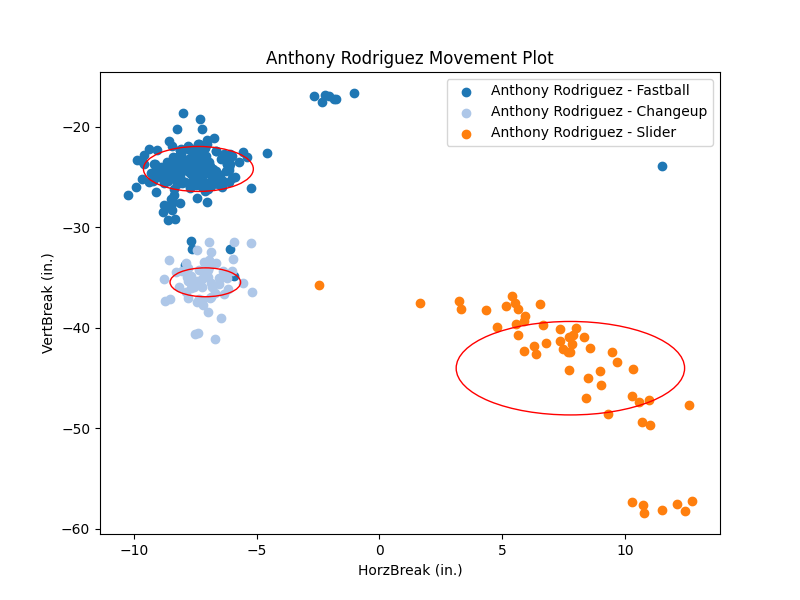 Anthony Rodriguez Movement Plot
Anthony Rodriguez - Fastball
Anthony Rodriguez - Changeup
Anthony Rodriguez - Slider
VertBreak (in.)
−20
−30
−40
−50
−60
−10
−5
0
5
10
HorzBreak (in.)